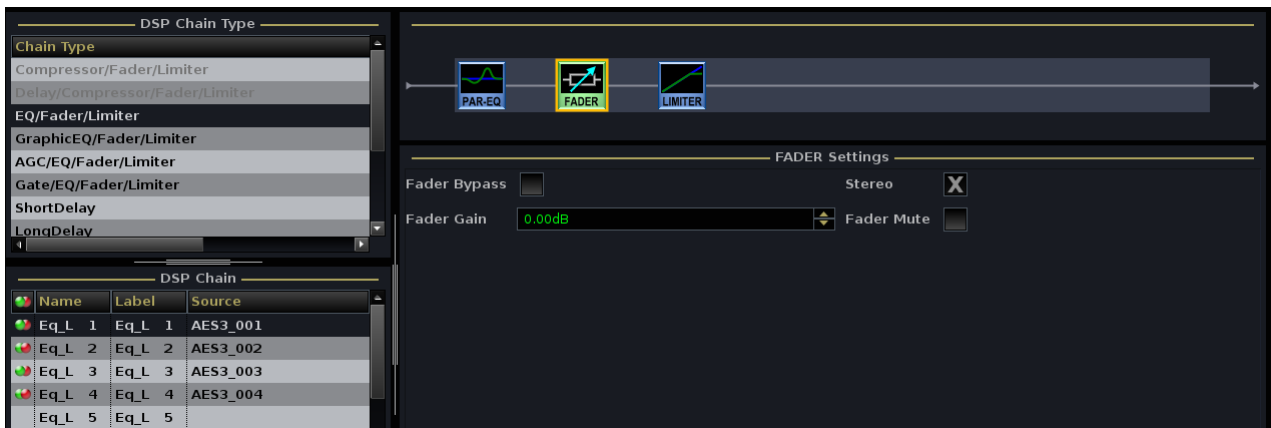 DSP Chain Type
Chain Type
Compressor/Fader/Limiter
Delay/Compressor/Fader/Limiter
EQ/Fader/Limiter
GraphicEQ/Fader/Limiter
AGC/EQ/Fader/Limiter
Gate/EQ/Fader/Limiter
ShortDelay
LongDelay
DSP Chain
Name Label Source
Eq_L 1 Eq_L 1 AES3_001
Eq_L 2 Eq_L 2 AES3_002
Eq_L 3 Eq_L 3 AES3_003
Eq_L 4 Eq_L 4 AES3_004
Eq_L 5 Eq_L 5
PAR-EQ FADER LIMITER
FADER Settings
Fader Bypass Stereo X
Fader Gain 0.00dB Fader Mute